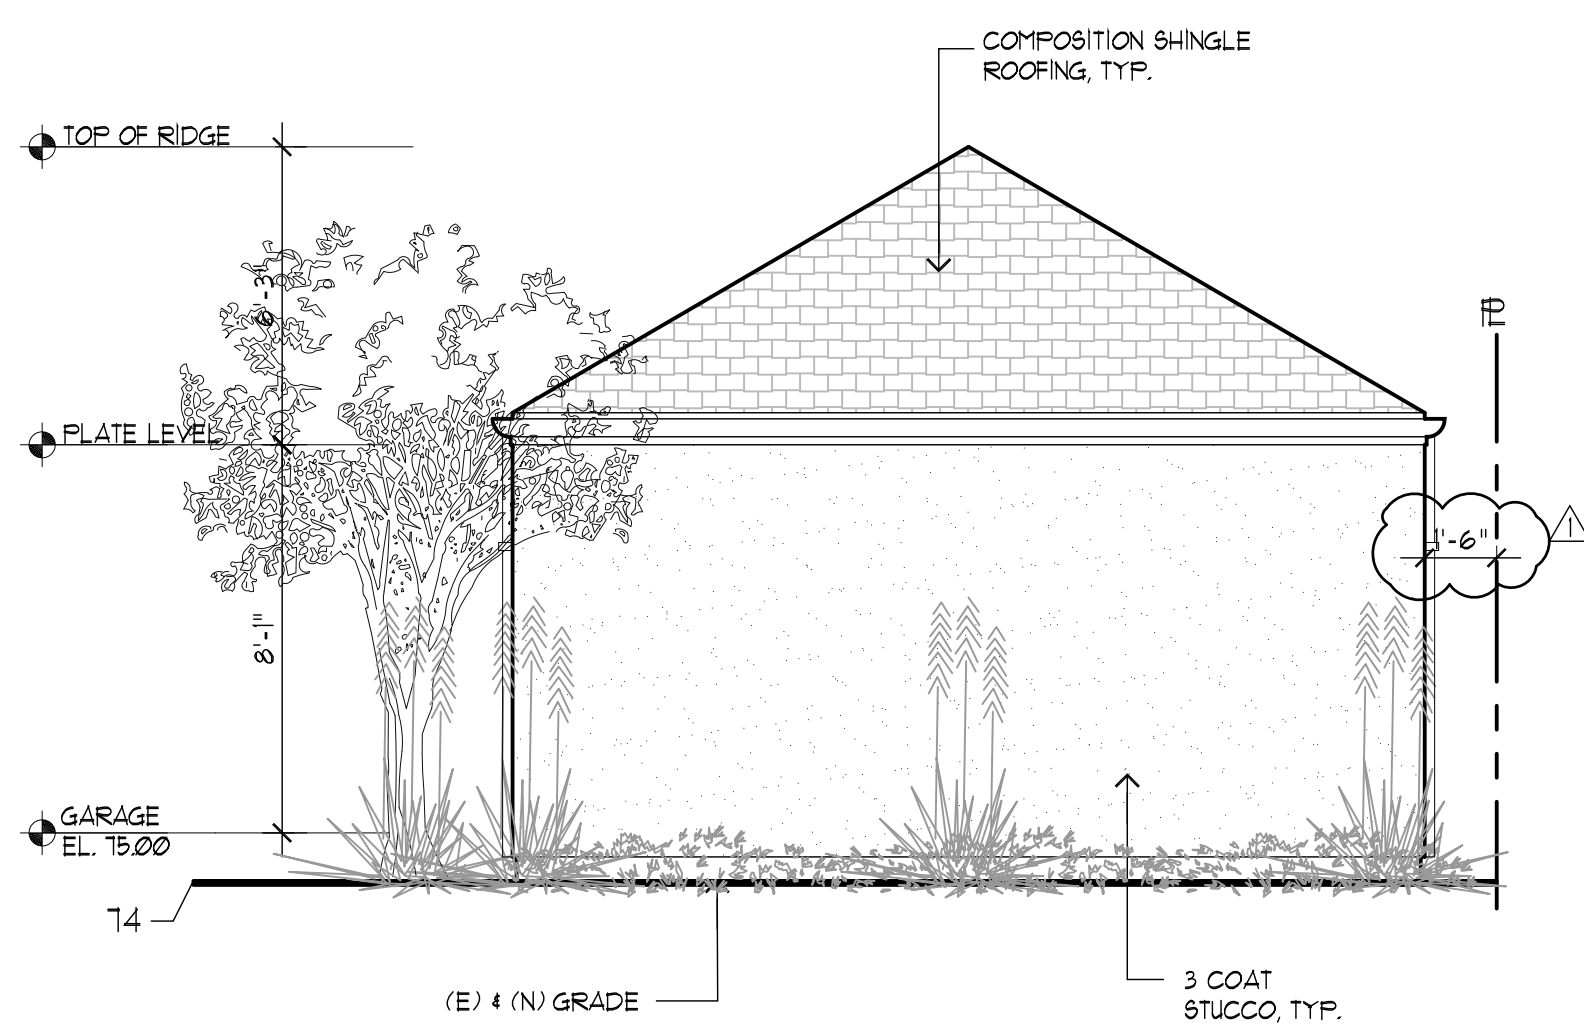 COMPOSITION SHINGLE
ROOFING, TYP.
TOP OF RIDGE
6'-3"
PL
PLATE LEVEL
1'-6"
1
8'-1"
GARAGE
EL. 75.00
74
(E) & (N) GRADE
3 COAT
STUCCO, TYP.